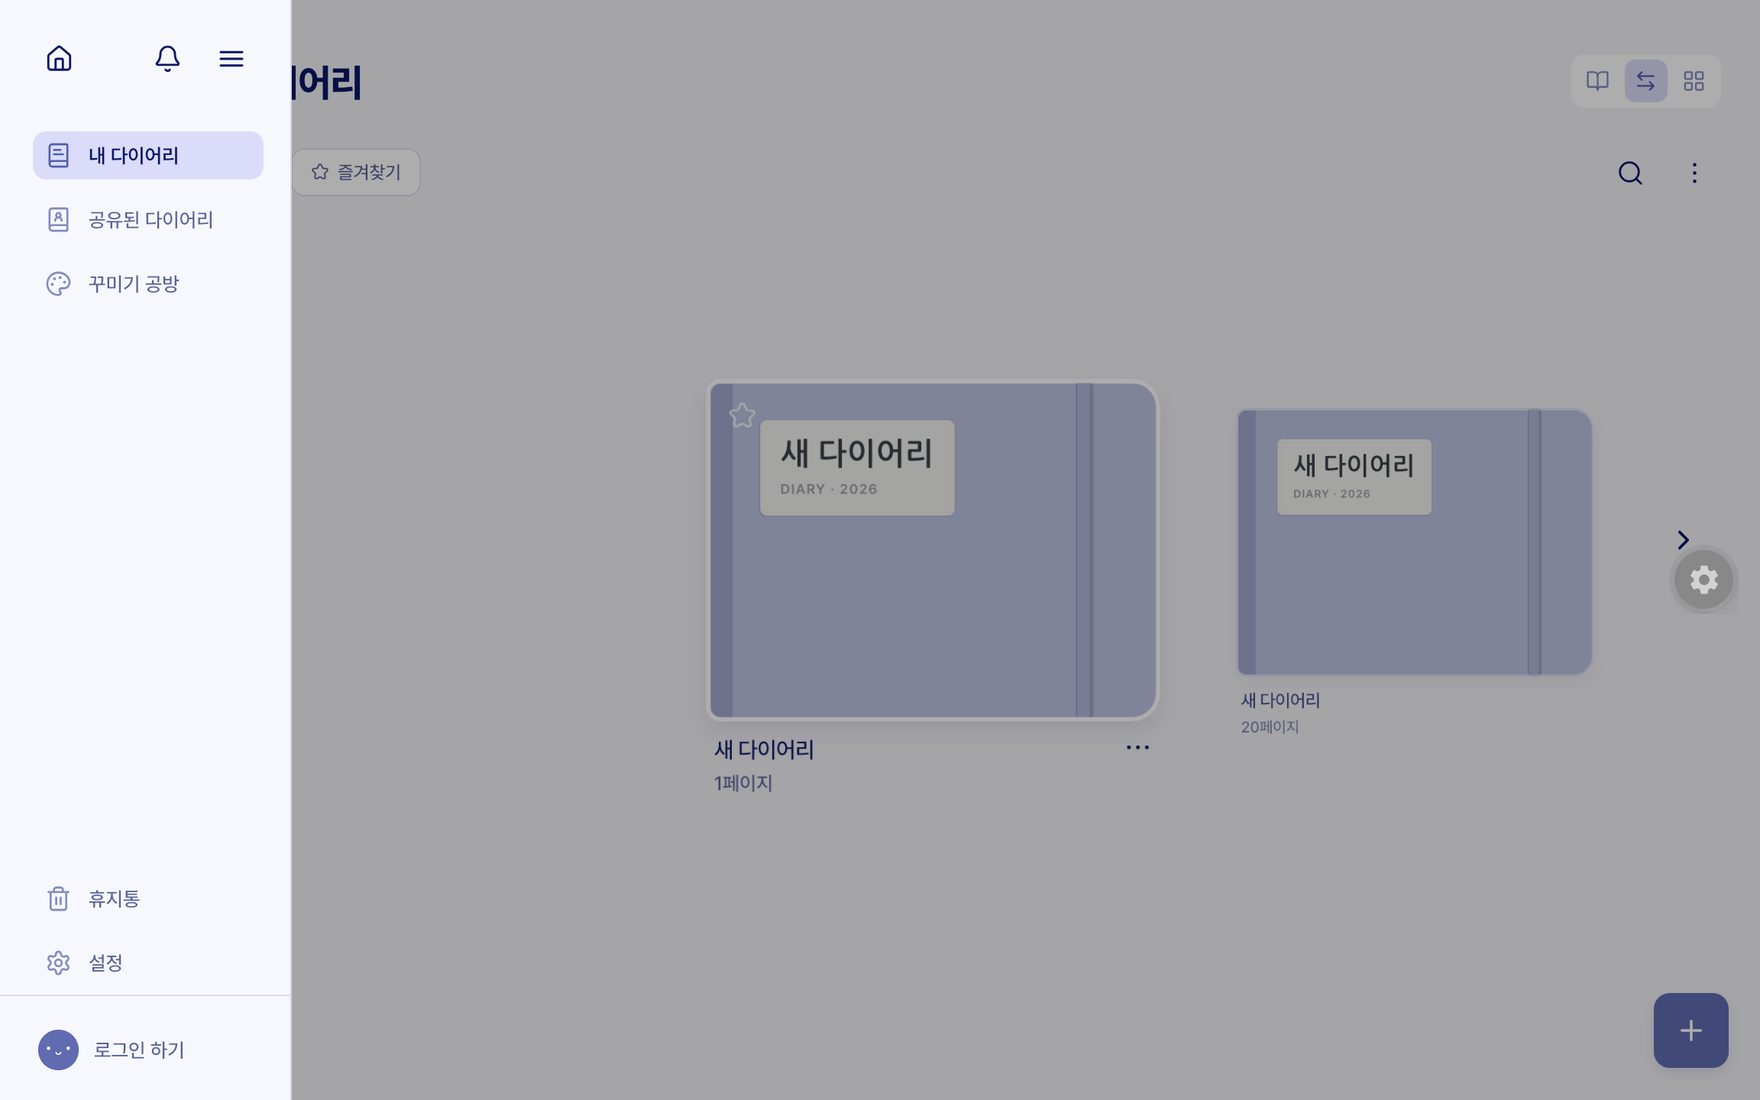 어리
내 다이어리
공유된 다이어리
꾸미기 공방
즐겨찾기
새 다이어리
DIARY · 2026
새 다이어리
1페이지
새 다이어리
DIARY · 2026
새 다이어리
20페이지
휴지통
설정
로그인 하기